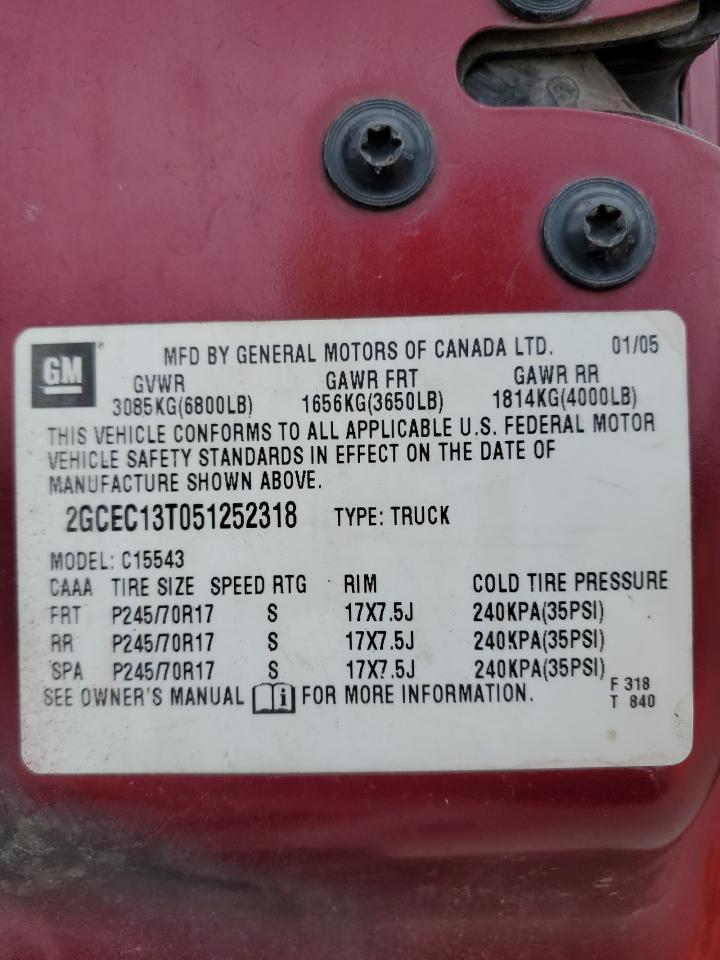 GM
MFD BY GENERAL MOTORS OF CANADA LTD. 01/05
GVWR GAWR FRT GAWR RR
3085KG(6800LB) 1656KG(3650LB) 1814KG(4000LB)
THIS VEHICLE CONFORMS TO ALL APPLICABLE U.S. FEDERAL MOTOR
VEHICLE SAFETY STANDARDS IN EFFECT ON THE DATE OF
MANUFACTURE SHOWN ABOVE.
2GCEC13T051252318 TYPE: TRUCK
MODEL: C15543
CAAA TIRE SIZE SPEED RTG RIM COLD TIRE PRESSURE
FRT P245/70R17 S 17X7.5J 240KPA(35PSI)
RR P245/70R17 S 17X7.5J 240KPA(35PSI)
SPA P245/70R17 S 17X7.5J 240KPA(35PSI)
SEE OWNER'S MANUAL i FOR MORE INFORMATION.
F 318
T 840